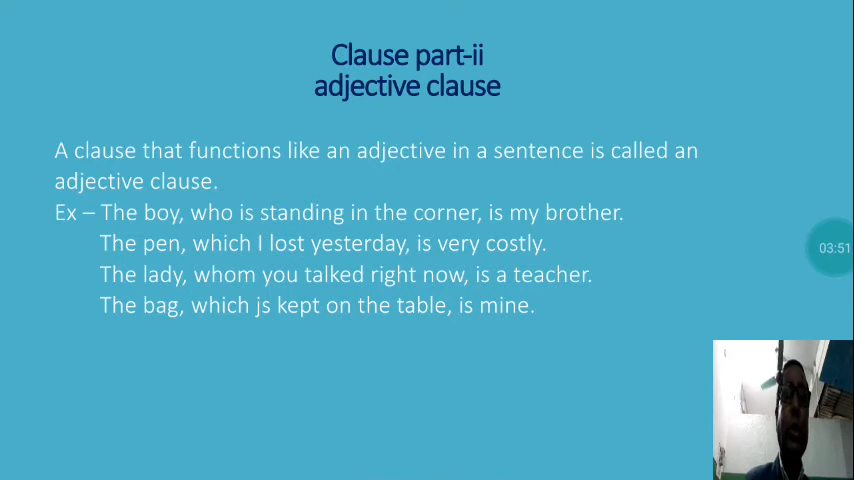 Clause part-ii
adjective clause
A clause that functions like an adjective in a sentence is called an
adjective clause.
Ex – The boy, who is standing in the corner, is my brother.
The pen, which I lost yesterday, is very costly.
The lady, whom you talked right now, is a teacher.
The bag, which js kept on the table, is mine.
03:51